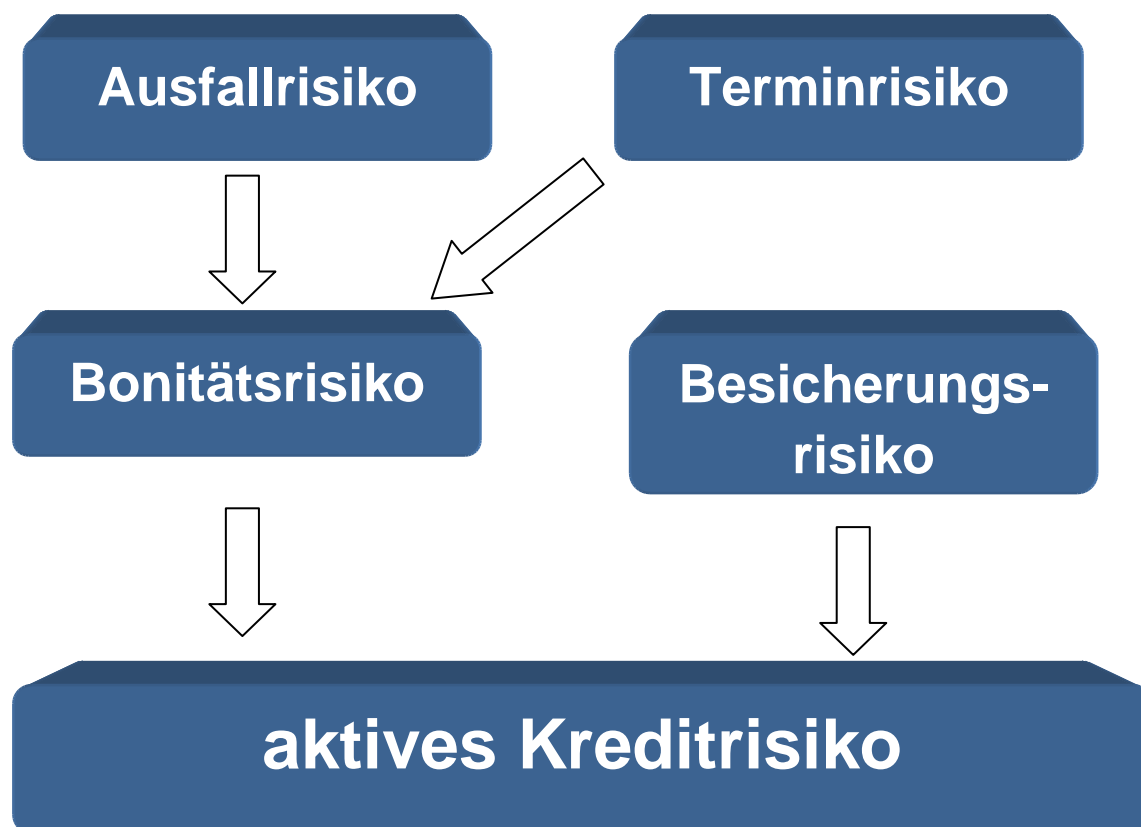 Ausfallrisiko
Terminrisiko
Bonitätsrisiko
Besicherungs-
risiko
aktives Kreditrisiko